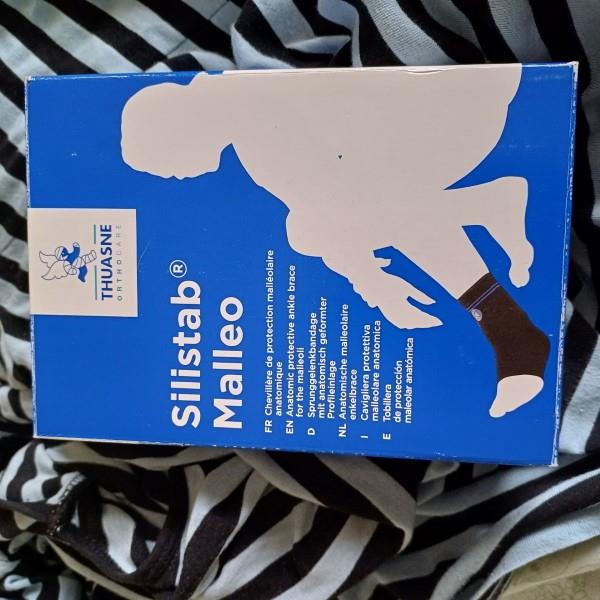 THUASNE
ORTHOCARE
Silistab®
Malleo
FR Chevillère de protection malléolaire
anatomique
EN Anatomic protective ankle brace
for the malleoli
D Sprunggelenkbandage
mit anatomisch geformter
Profileinlage
NL Anatomische malleolaire
enkelbrace
I Cavigliera protettiva
malleolare anatomica
E Tobillera
de protección
maleolar anatómica